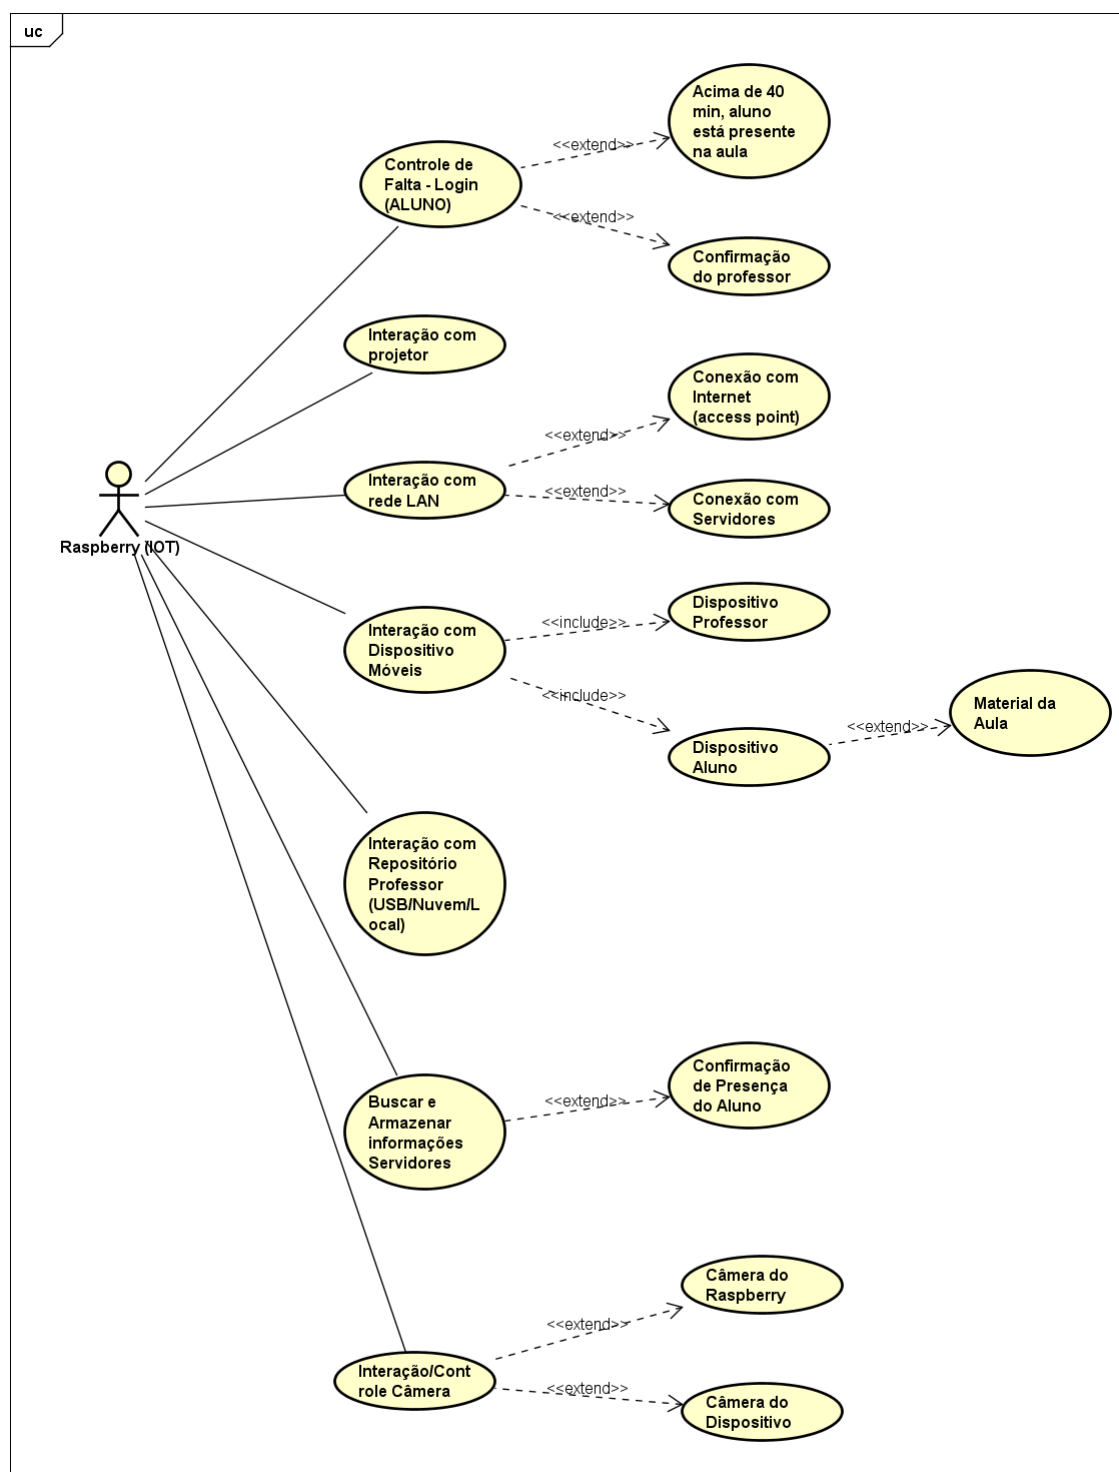 uc
Acima de 40
min, aluno
está presente
na aula
<<extend>>
Controle de
Falta - Login
(ALUNO)
<<extend>>
Confirmação
do professor
Interação com
projetor
Conexão com
Internet
(access point)
<<extend>>
Interação com
rede LAN
<<extend>>
Conexão com
Servidores
Raspberry (IOT)
Dispositivo
Professor
<<include>>
Interação com
Dispositivo
Móveis
<<include>>
Dispositivo
Aluno
<<extend>>
Material da
Aula
Interação com
Repositório
Professor
(USB/Nuvem/L
ocal)
Confirmação
de Presença
do Aluno
<<extend>>
Buscar e
Armazenar
informações
Servidores
Câmera do
Raspberry
<<extend>>
Interação/Cont
role Câmera
<<extend>>
Câmera do
Dispositivo